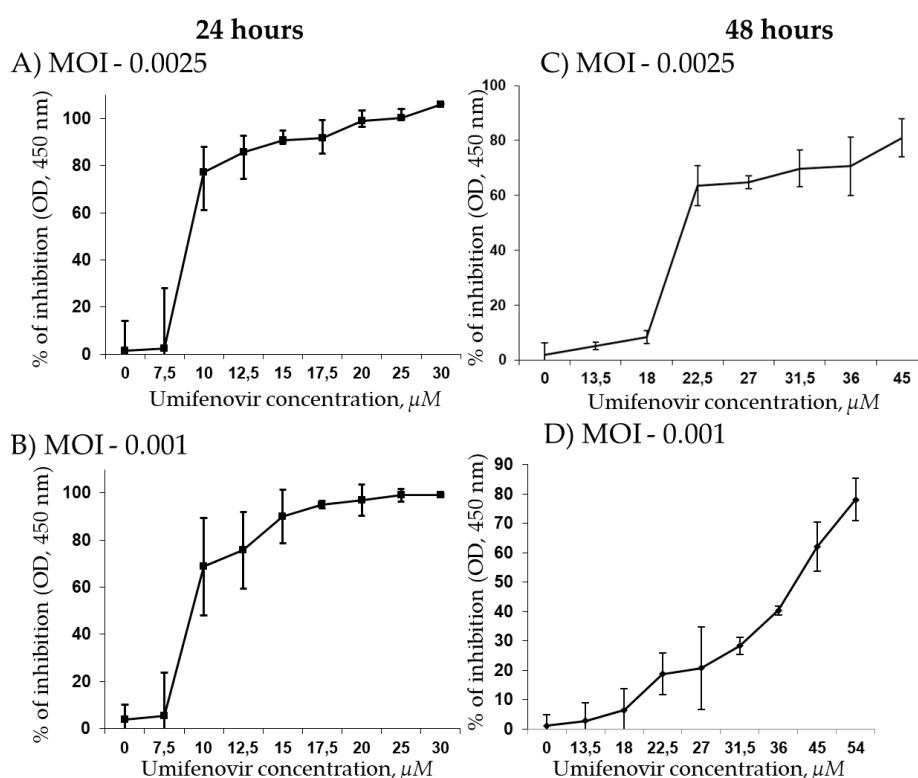 24 hours
48 hours
A) MOI - 0.0025
% of inhibition (OD, 450 nm)
100
80
60
40
20
0
0 7,5 10 12,5 15 17,5 20 25 30
Umifenovir concentration, μM
C) MOI - 0.0025
% of inhibition (OD, 450 nm)
100
80
60
40
20
0
0 13,5 18 22,5 27 31,5 36 45
Umifenovir concentration, μM
B) MOI - 0.001
% of inhibition (OD, 450 nm)
100
80
60
40
20
0
0 7,5 10 12,5 15 17,5 20 25 30
Umifenovir concentration, μM
D) MOI - 0.001
% of inhibition (OD, 450 nm)
90
80
70
60
50
40
30
20
10
0
0 13,5 18 22,5 27 31,5 36 45 54
Umifenovir concentration, μM